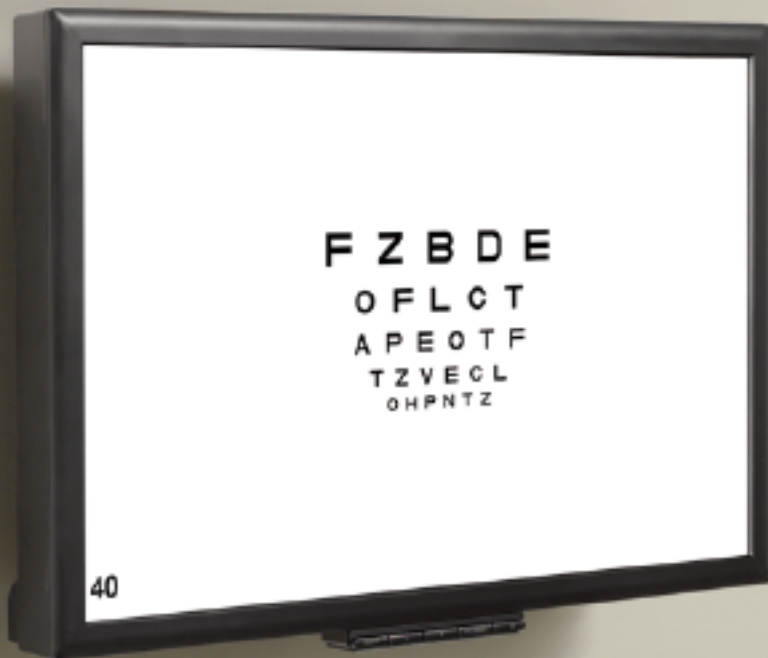 F Z B D E
O F L C T
A P E O T F
T Z V E C L
O H P N T Z
40